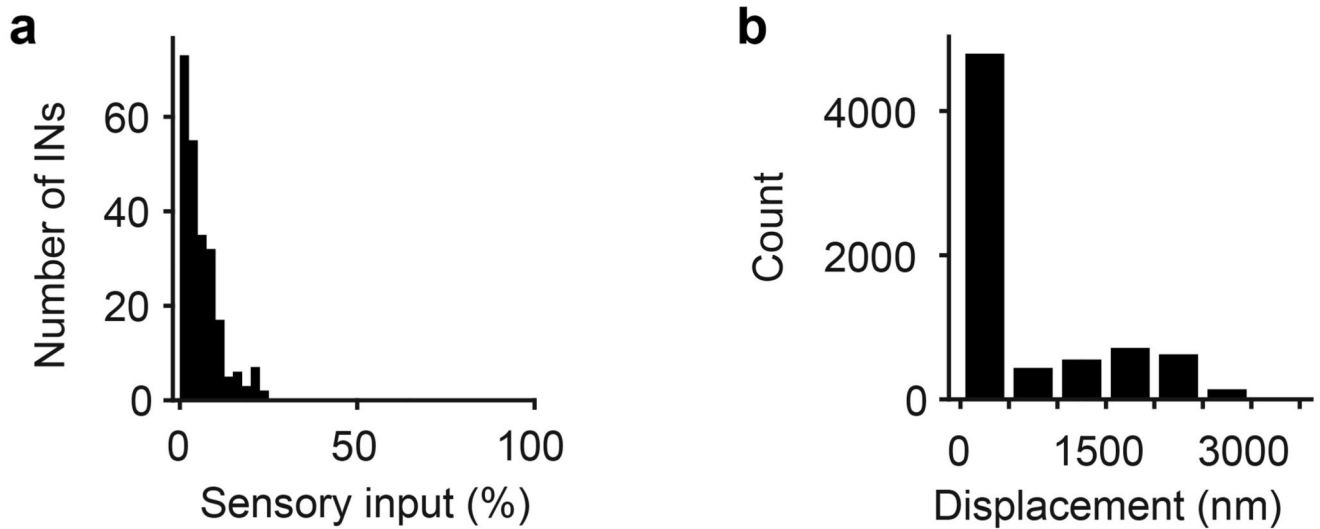 a
Number of INs
60
40
20
0
0 50 100
Sensory input (%)
b
Count
4000
2000
0
0 1500 3000
Displacement (nm)